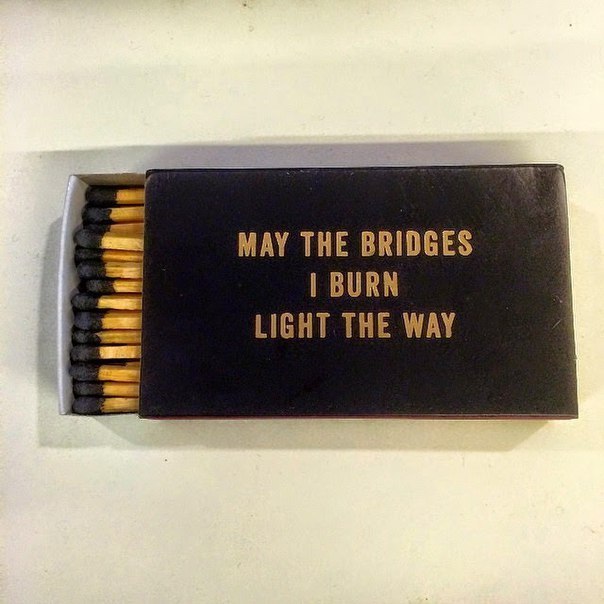 MAY THE BRIDGES
I BURN
LIGHT THE WAY